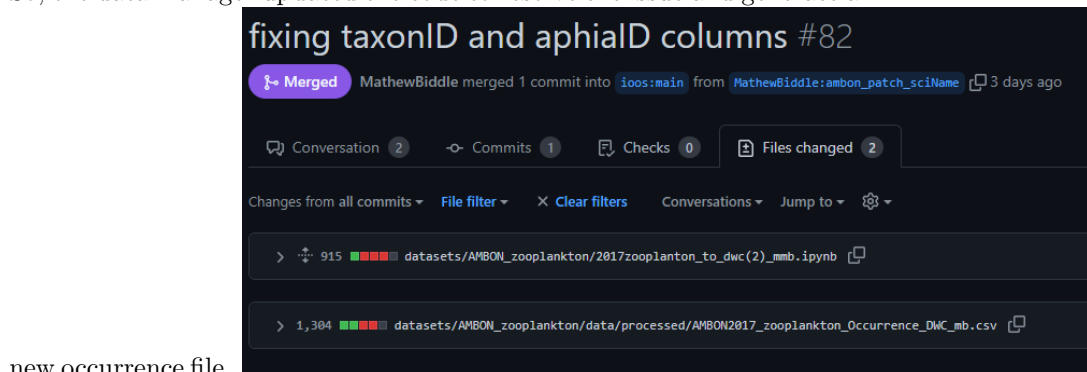 fixing taxonID and aphiaID columns #82
Merged MathewBiddle merged 1 commit into ioos:main from MathewBiddle:ambon_patch_sciName 3 days ago
Conversation 2 Commits 1 Checks 0 Files changed 2
Changes from all commits File filter Clear filters Conversations Jump to
915 datasets/AMBON_zooplankton/2017zooplanton_to_dwc(2)_mmb.ipynb
1,304 datasets/AMBON_zooplankton/data/processed/AMBON2017_zooplankton_Occurrence_DWC_mb.csv
new occurrence file.